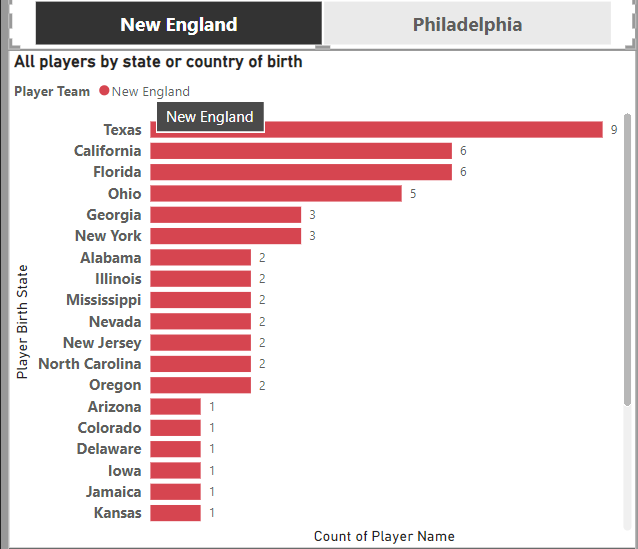 New England Philadelphia
All players by state or country of birth
Player Team New England
New England
Texas 9
California 6
Florida 6
Ohio 5
Georgia 3
New York 3
Alabama 2
Illinois 2
Mississippi 2
Nevada 2
New Jersey 2
North Carolina 2
Oregon 2
Arizona 1
Colorado 1
Delaware 1
Iowa 1
Jamaica 1
Kansas 1
Player Birth State
Count of Player Name